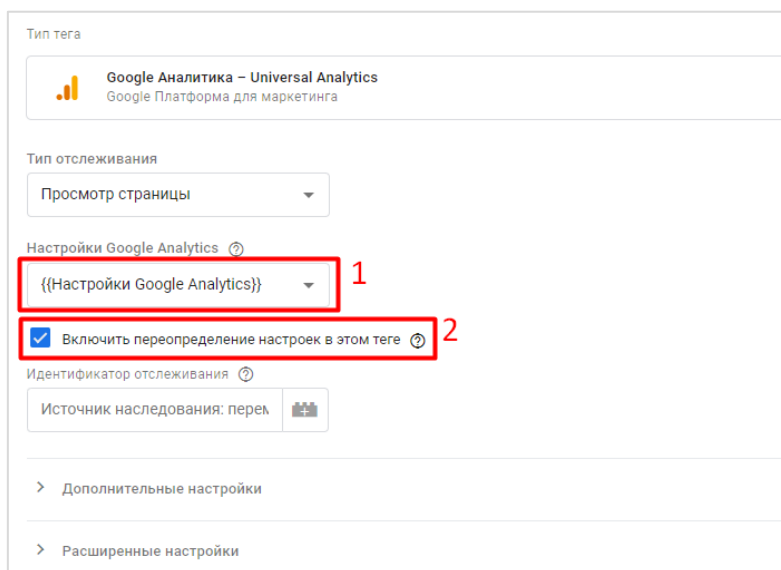 Тип тега
Google Аналитика – Universal Analytics
Google Платформа для маркетинга
Тип отслеживания
Просмотр страницы
Настройки Google Analytics
{{Настройки Google Analytics}}
1
Включить переопределение настроек в этом теге
2
Идентификатор отслеживания
Источник наследования: перем
Дополнительные настройки
Расширенные настройки